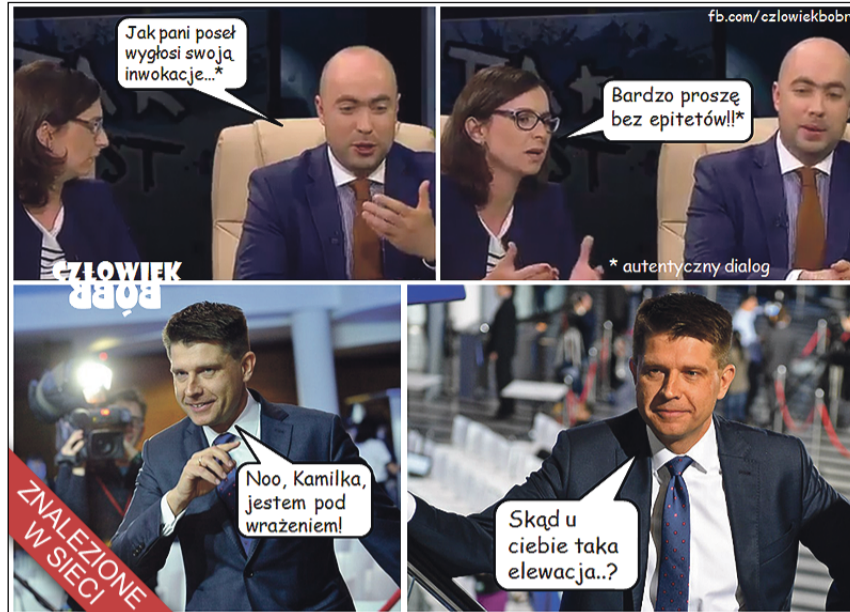 fb.com/czlowiekbobr
Jak pani poseł
wygłosi swoją
inwokacje...*
Bardzo proszę
bez epitetów!!*
* autentyczny dialog
CZŁOWIEK
BÓBR
Noo, Kamilka,
jestem pod
wrażeniem!
Skąd u
ciebie taka
elewacja..?
ZNALEZIONE
W SIECI